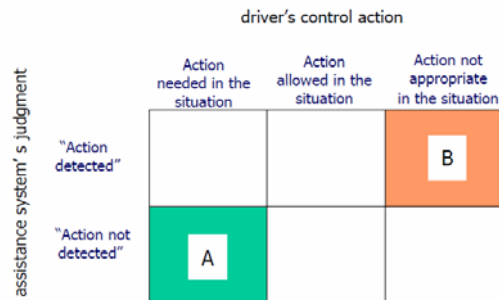 driver's control action
Action
needed in the
situation
Action
allowed in the
situation
Action not
appropriate
in the situation
assistance system' s judgment
"Action
detected"
B
"Action not
detected"
A